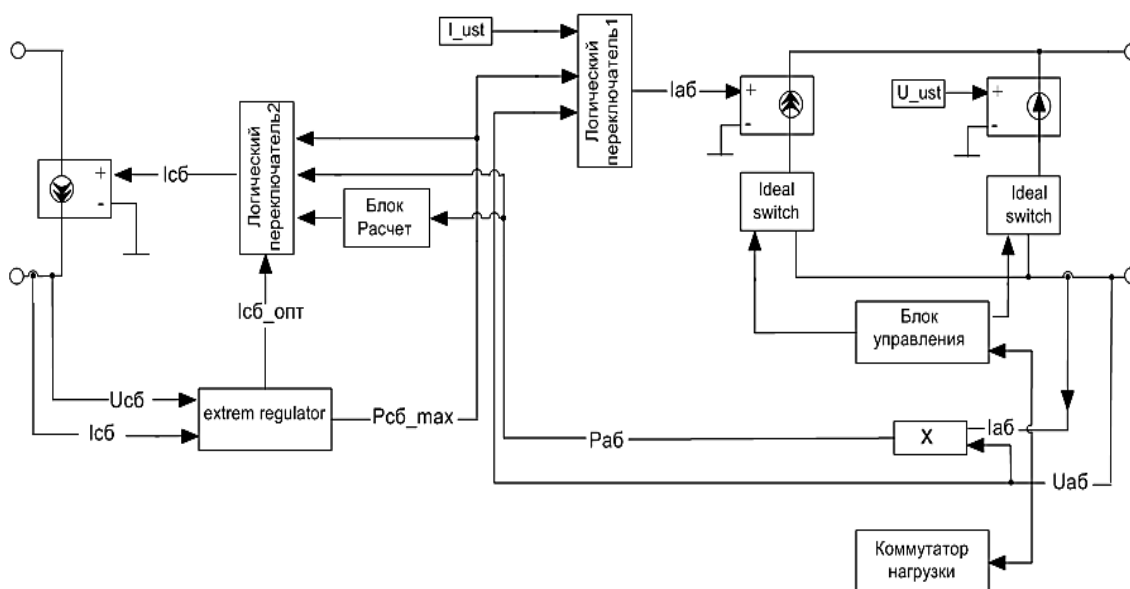 I_ust
Логический
переключатель1
Iаб
+
-
U_ust
+
-
Логический
переключатель2
Iсб
+
-
Блок
Расчет
Ideal
switch
Ideal
switch
Iсб_опт
Блок
управления
Uсб
Iсб
extrem regulator
Pсб_max
Pаб
X
Iаб
Uаб
Коммутатор
нагрузки